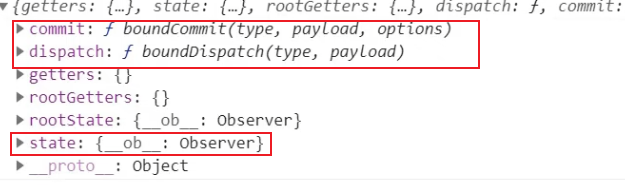 ▼{getters: {…}, state: {…}, rootGetters: {…}, dispatch: ƒ, commit:
▶ commit: ƒ boundCommit(type, payload, options)
▶ dispatch: ƒ boundDispatch(type, payload)
▶ getters: {}
▶ rootGetters: {}
▶ rootState: {__ob__: Observer}
▶ state: {__ob__: Observer}
▶ __proto__: Object